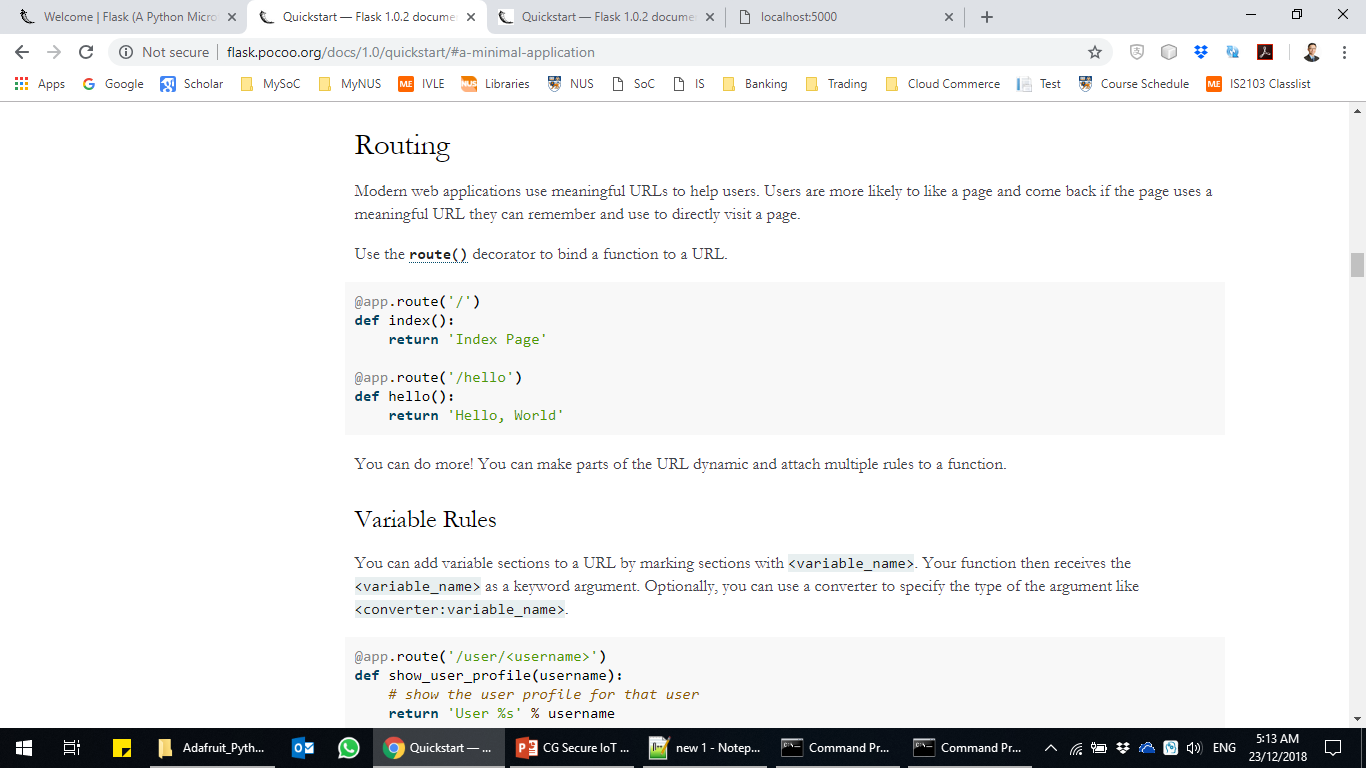 Welcome | Flask (A Python Micro
Quickstart — Flask 1.0.2 docume
Quickstart — Flask 1.0.2 docume
localhost:5000
Not secure
flask.pocoo.org/docs/1.0/quickstart/#a-minimal-application
Apps Google Scholar MySoC MyNUS IVLE Libraries NUS SoC IS Banking Trading Cloud Commerce Test Course Schedule IS2103 Classlist
Routing
Modern web applications use meaningful URLs to help users. Users are more likely to like a page and come back if the page uses a
meaningful URL they can remember and use to directly visit a page.
Use the route() decorator to bind a function to a URL.
@app.route('/')
def index():
    return 'Index Page'
@app.route('/hello')
def hello():
    return 'Hello, World'
You can do more! You can make parts of the URL dynamic and attach multiple rules to a function.
Variable Rules
You can add variable sections to a URL by marking sections with <variable_name>. Your function then receives the
<variable_name> as a keyword argument. Optionally, you can use a converter to specify the type of the argument like
<converter:variable_name>.
@app.route('/user/<username>')
def show_user_profile(username):
    # show the user profile for that user
    return 'User %s' % username
Adafruit_Pyth... Quickstart — ... CG Secure IoT ... new 1 - Notep... Command Pr... Command Pr... ENG
5:13 AM
23/12/2018